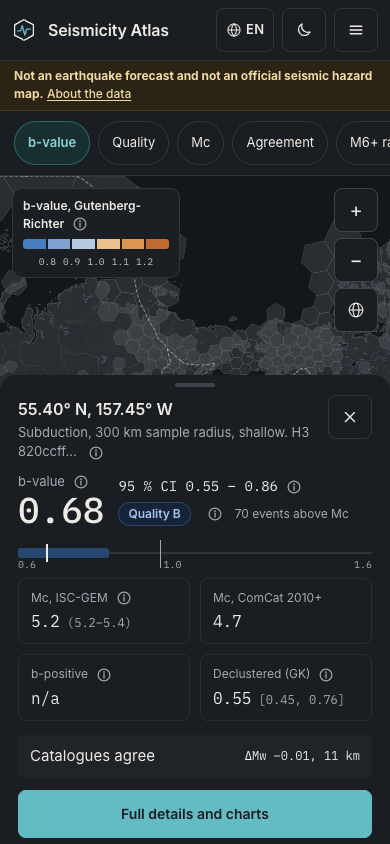 Seismicity Atlas
EN
Not an earthquake forecast and not an official seismic hazard
map. About the data
b-value
Quality
Mc
Agreement
M6+ ra
b-value, Gutenberg-
Richter
0.8 0.9 1.0 1.1 1.2
55.40° N, 157.45° W
Subduction, 300 km sample radius, shallow. H3
820ccff...
b-value
95 % CI 0.55 – 0.86
0.68
Quality B
70 events above Mc
0.6
1.0
1.6
Mc, ISC-GEM
5.2 (5.2–5.4)
Mc, ComCat 2010+
4.7
b-positive
n/a
Declustered (GK)
0.55 [0.45, 0.76]
Catalogues agree
ΔMw −0.01, 11 km
Full details and charts